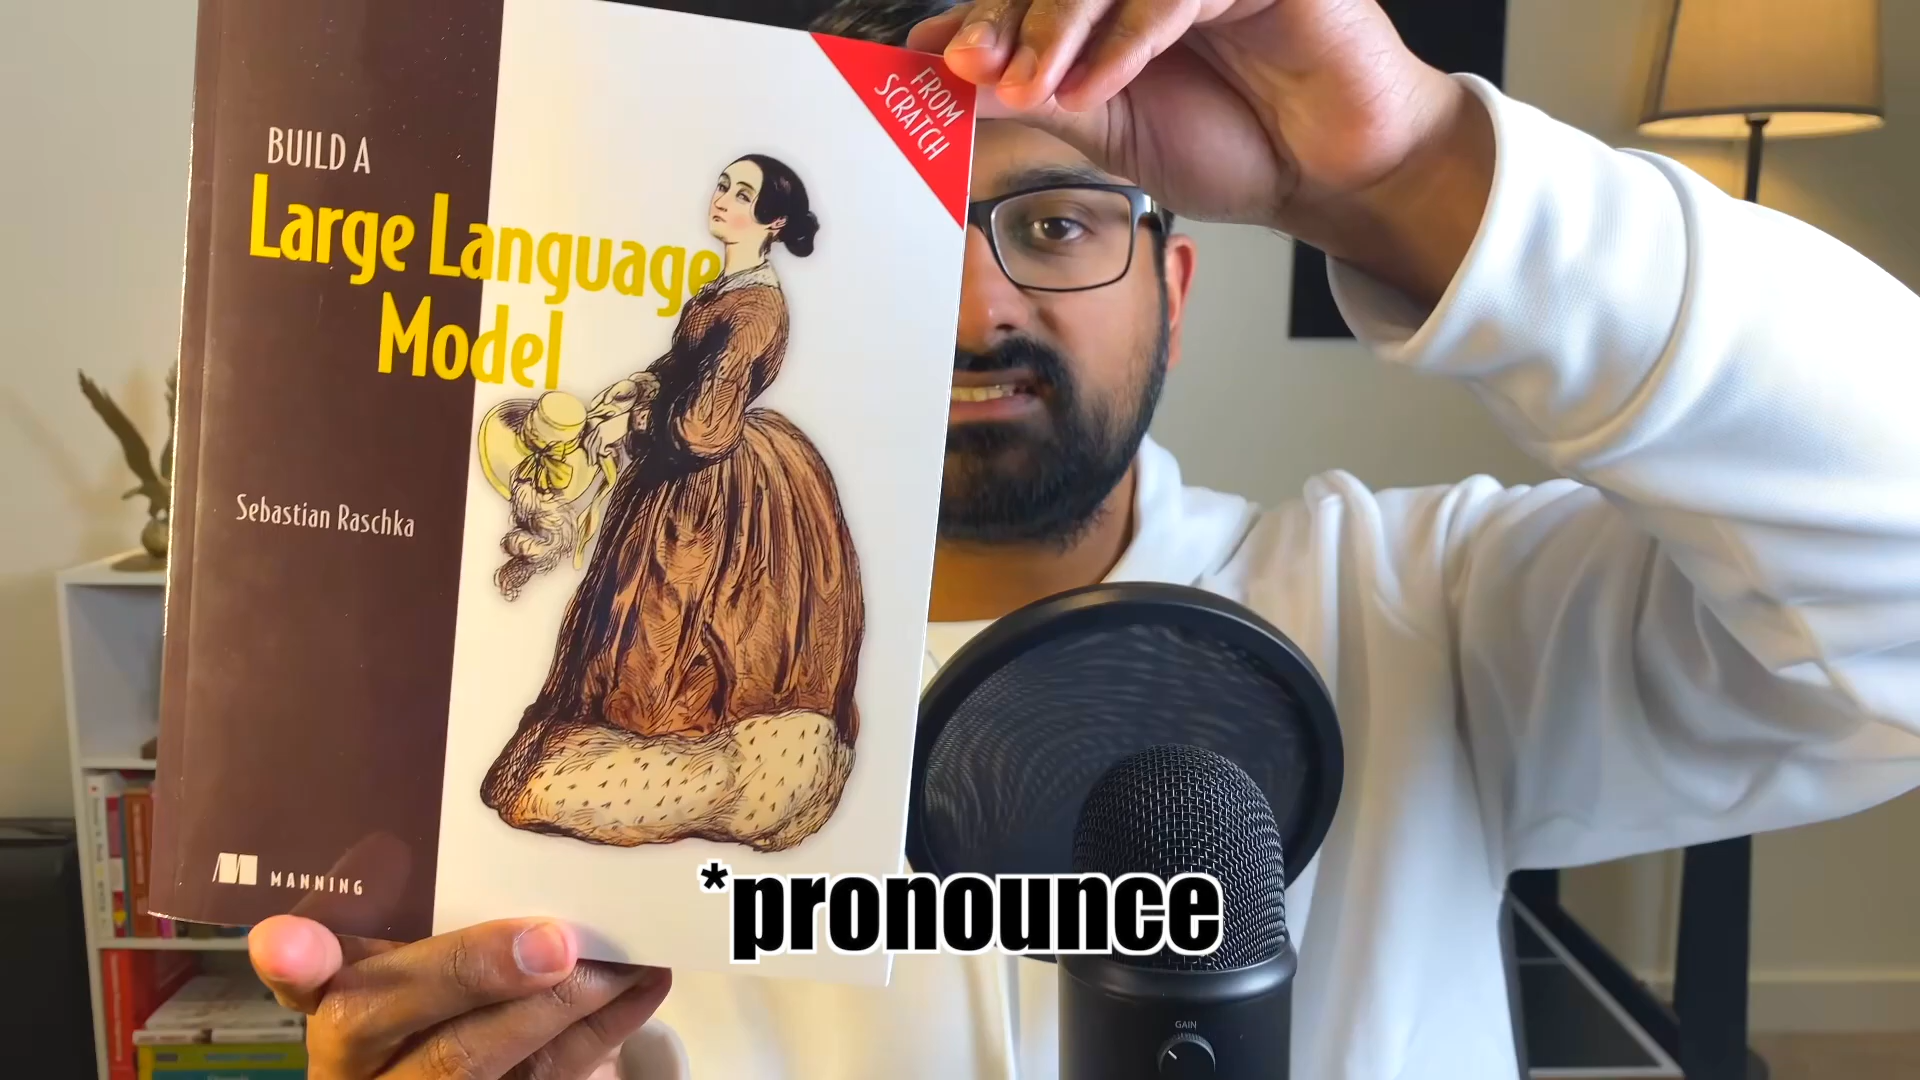 BUILD A
Large Language
Model
FROM
SCRATCH
Sebastian Raschka
MANNING
*pronounce
GAIN